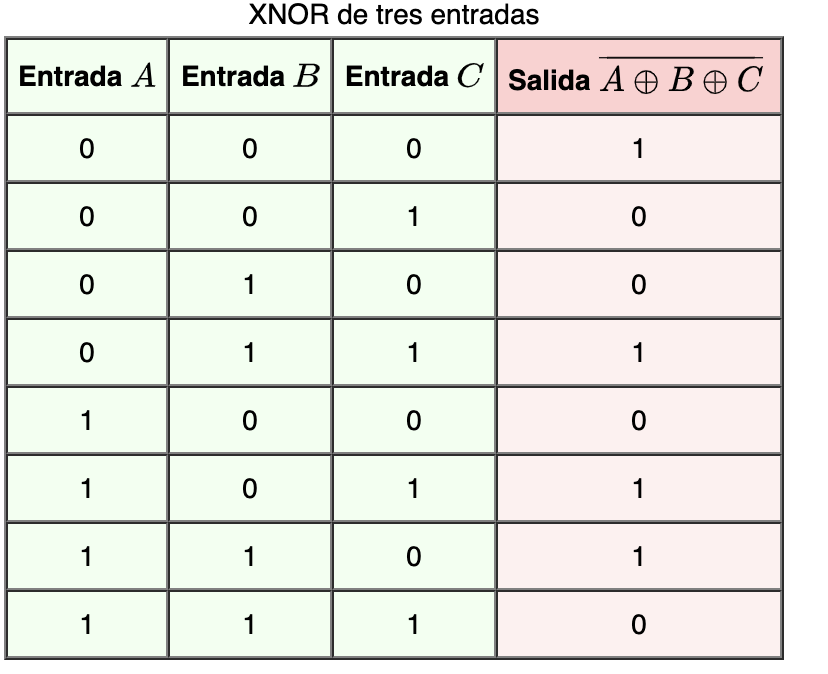 XNOR de tres entradas
Entrada A Entrada B Entrada C Salida $\overline{A \oplus B \oplus C}$
0 0 0 1
0 0 1 0
0 1 0 0
0 1 1 1
1 0 0 0
1 0 1 1
1 1 0 1
1 1 1 0